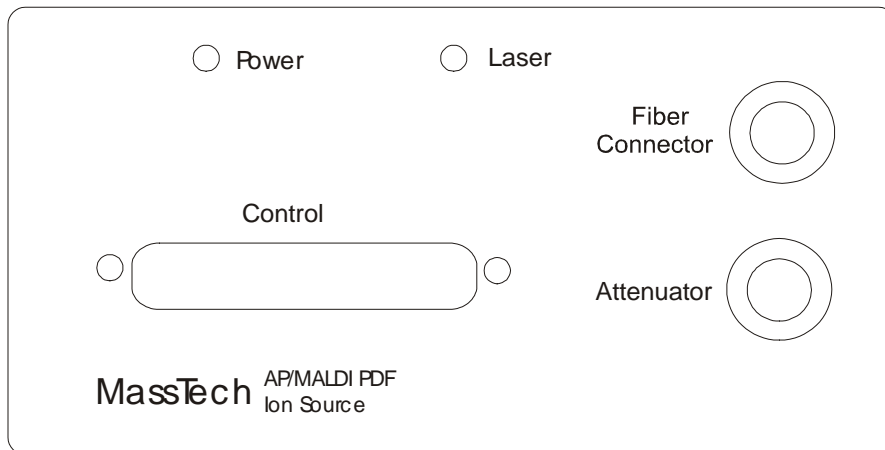 Power
Laser
Fiber
Connector
Control
Attenuator
MassTech AP/MALDI PDF
Ion Source